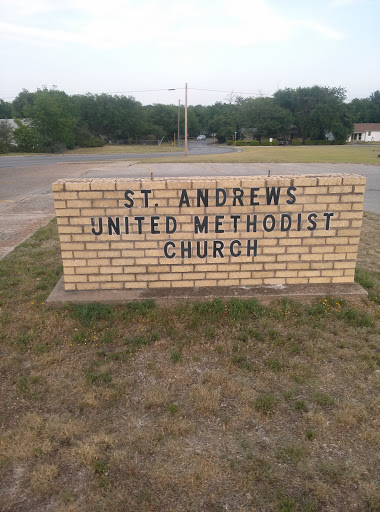 ST. ANDREWS
UNITED METHODIST
CHURCH